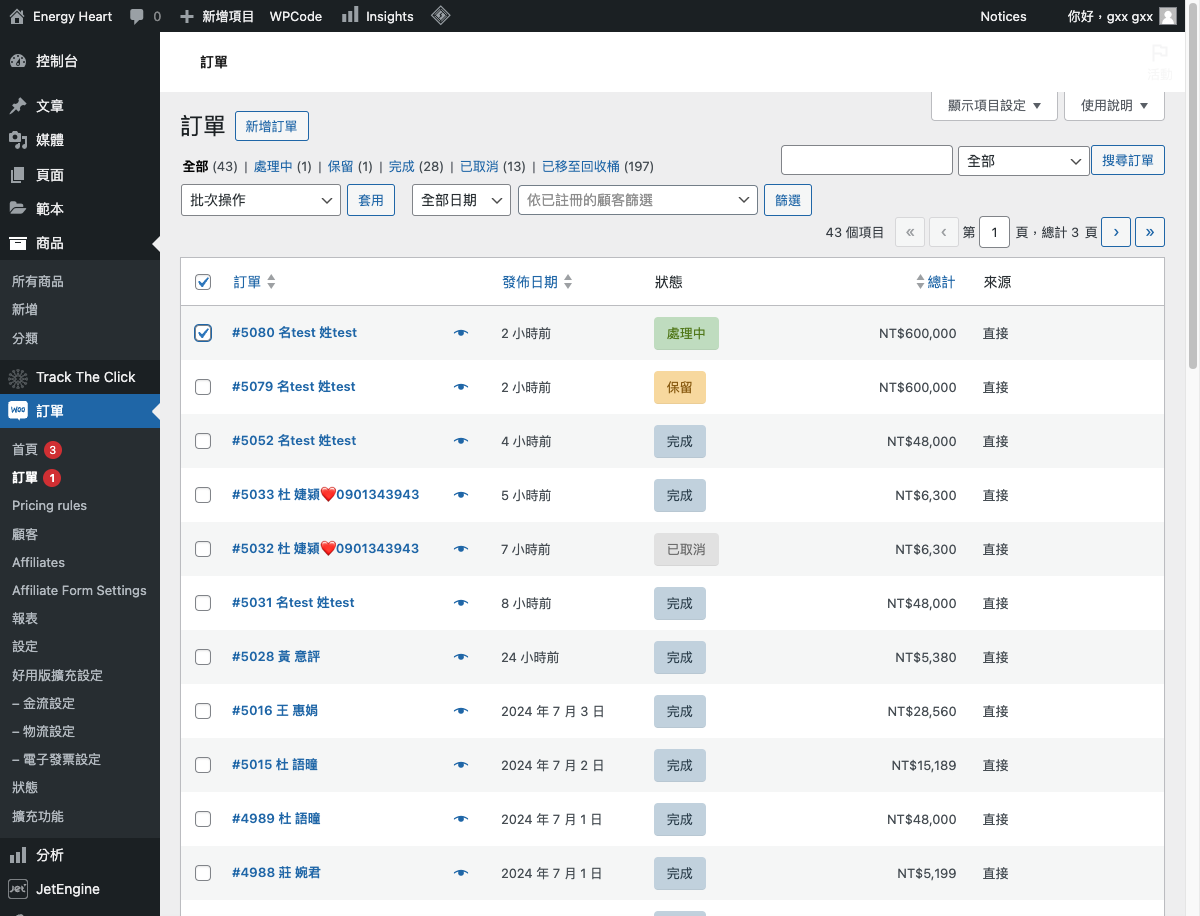 Energy Heart 0 新增項目 WPCode Insights Notices 你好，gxx gxx
控制台
文章
媒體
頁面
範本
商品
所有商品
新增
分類
Track The Click
訂單
首頁 3
訂單 1
Pricing rules
顧客
Affiliates
Affiliate Form Settings
報表
設定
好用版擴充設定
– 金流設定
– 物流設定
– 電子發票設定
狀態
擴充功能
分析
JetEngine
訂單
活動
顯示項目設定 ▼ 使用說明 ▼
訂單 新增訂單
全部 (43) | 處理中 (1) | 保留 (1) | 完成 (28) | 已取消 (13) | 已移至回收桶 (197)
全部 搜尋訂單
批次操作 套用 全部日期 依已註冊的顧客篩選 篩選
43 個項目 « ‹ 第 1 頁，總計 3 頁 › »
訂單 發佈日期 狀態 總計 來源
#5080 名test 姓test 2 小時前 處理中 NT$600,000 直接
#5079 名test 姓test 2 小時前 保留 NT$600,000 直接
#5052 名test 姓test 4 小時前 完成 NT$48,000 直接
#5033 杜 婕穎❤️0901343943 5 小時前 完成 NT$6,300 直接
#5032 杜 婕穎❤️0901343943 7 小時前 已取消 NT$6,300 直接
#5031 名test 姓test 8 小時前 完成 NT$48,000 直接
#5028 黃 意評 24 小時前 完成 NT$5,380 直接
#5016 王 惠娟 2024 年 7 月 3 日 完成 NT$28,560 直接
#5015 杜 語曈 2024 年 7 月 2 日 完成 NT$15,189 直接
#4989 杜 語曈 2024 年 7 月 1 日 完成 NT$48,000 直接
#4988 莊 婉君 2024 年 7 月 1 日 完成 NT$5,199 直接